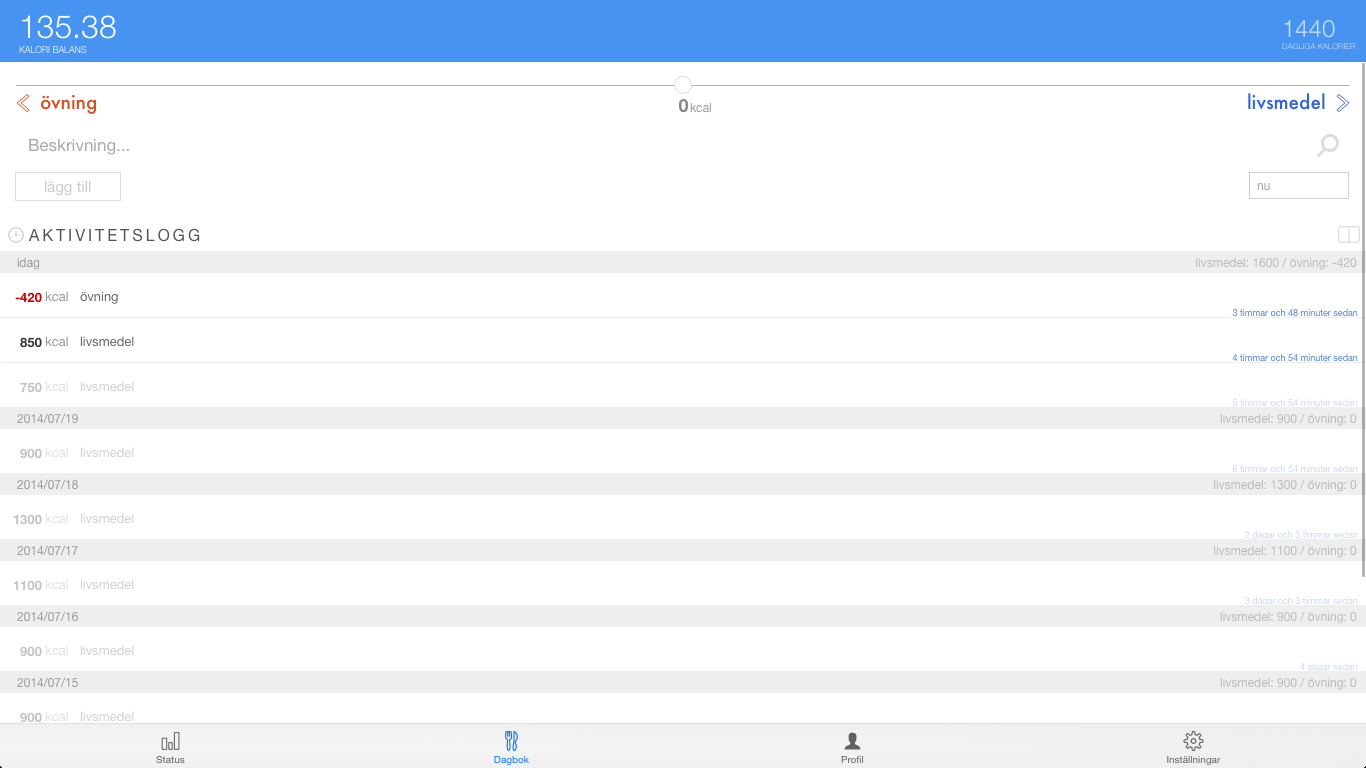 135.38
KALORI BALANS
1440
DAGLIGA KALORIER
övning
0 kcal
livsmedel
Beskrivning...
lägg till
nu
AKTIVITETSLOGG
idag livsmedel: 1600 / övning: -420
-420 kcal övning
3 timmar och 48 minuter sedan
850 kcal livsmedel
4 timmar och 54 minuter sedan
750 kcal livsmedel
5 timmar och 54 minuter sedan
2014/07/19 livsmedel: 900 / övning: 0
900 kcal livsmedel
6 timmar och 54 minuter sedan
2014/07/18 livsmedel: 1300 / övning: 0
1300 kcal livsmedel
2 dagar och 3 timmar sedan
2014/07/17 livsmedel: 1100 / övning: 0
1100 kcal livsmedel
3 dagar och 3 timmar sedan
2014/07/16 livsmedel: 900 / övning: 0
900 kcal livsmedel
4 dagar sedan
2014/07/15 livsmedel: 900 / övning: 0
900 kcal livsmedel
Status
Dagbok
Profil
Inställningar